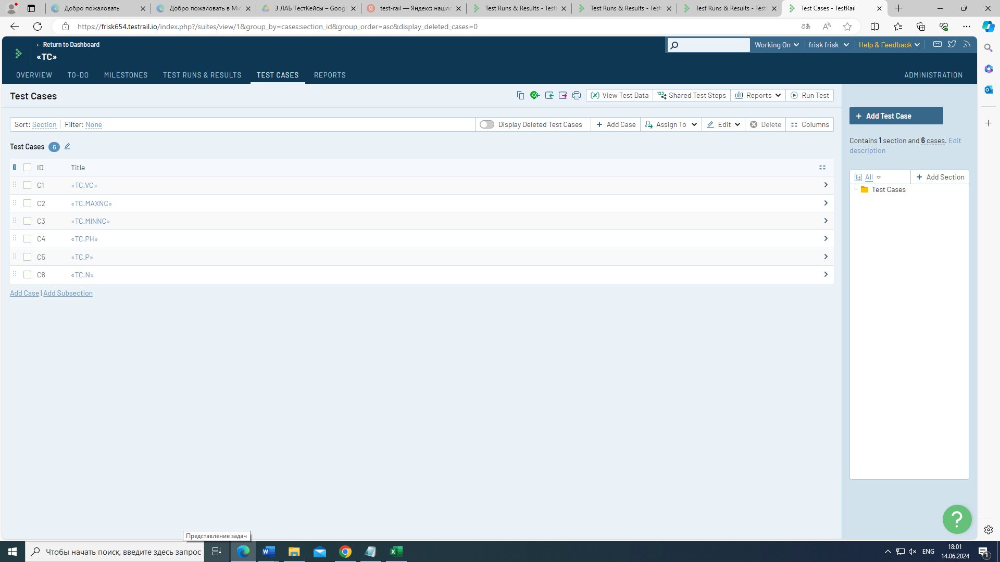 Добро пожаловать
Добро пожаловать в Mic
3 ЛАБ ТестКейсы – Goog
test-rail — Яндекс: нашло
Test Runs & Results - Test
Test Runs & Results - Test
Test Runs & Results - Test
Test Cases - TestRail
https://frisk654.testrail.io/index.php?/suites/view/1&group_by=cases:section_id&group_order=asc&display_deleted_cases=0
← Return to Dashboard
«TC»
Working On
frisk frisk
Help & Feedback
OVERVIEW
TO-DO
MILESTONES
TEST RUNS & RESULTS
TEST CASES
REPORTS
ADMINISTRATION
Test Cases
View Test Data
Shared Test Steps
Reports
Run Test
+ Add Test Case
Sort: Section
Filter: None
Display Deleted Test Cases
+ Add Case
Assign To
Edit
Delete
Columns
Contains 1 section and 6 cases. Edit
description
Test Cases 6
ID Title
C1 «TC.VC»
C2 «TC.MAXNC»
C3 «TC.MINNC»
C4 «TC.PH»
C5 «TC.P»
C6 «TC.N»
Add Case | Add Subsection
All
+ Add Section
Test Cases
?
Представление задач
Чтобы начать поиск, введите здесь запрос
ENG
18:01
14.06.2024
1